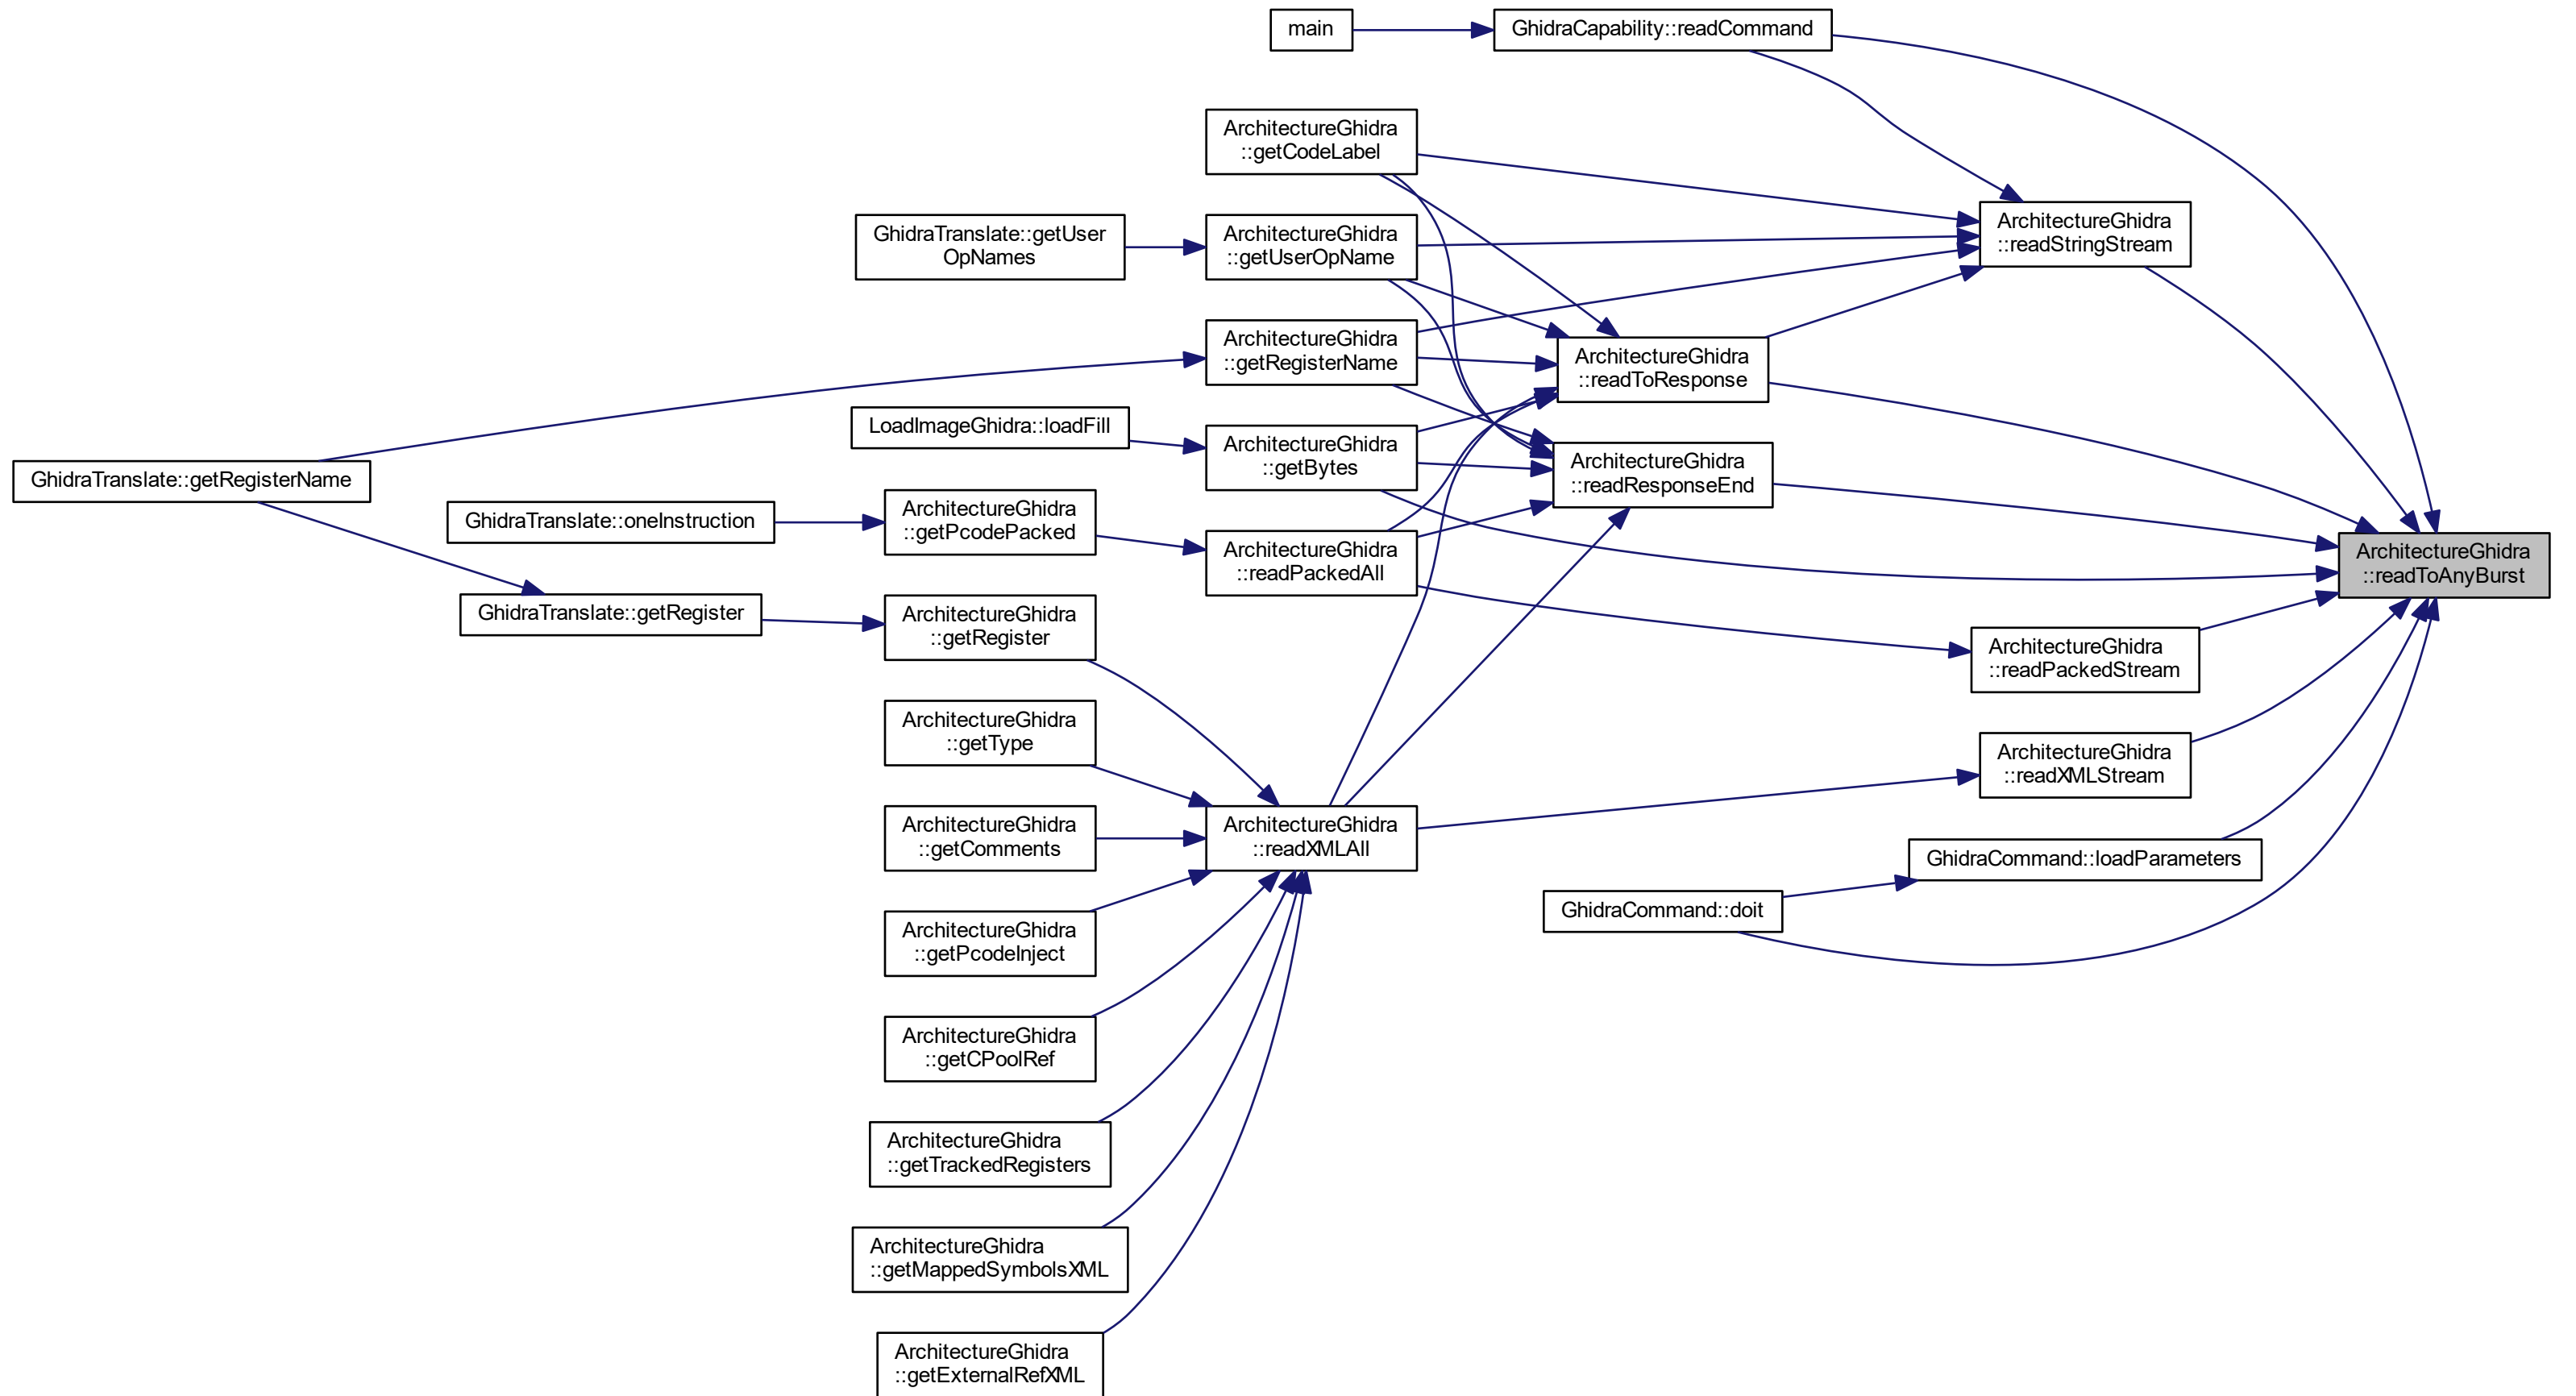 main
GhidraCapability::readCommand
ArchitectureGhidra
::getCodeLabel
GhidraTranslate::getUser
OpNames
ArchitectureGhidra
::getUserOpName
ArchitectureGhidra
::readStringStream
ArchitectureGhidra
::getRegisterName
ArchitectureGhidra
::readToResponse
LoadImageGhidra::loadFill
ArchitectureGhidra
::getBytes
ArchitectureGhidra
::readResponseEnd
GhidraTranslate::getRegisterName
GhidraTranslate::oneInstruction
ArchitectureGhidra
::getPcodePacked
ArchitectureGhidra
::readPackedAll
ArchitectureGhidra
::readToAnyBurst
GhidraTranslate::getRegister
ArchitectureGhidra
::getRegister
ArchitectureGhidra
::readPackedStream
ArchitectureGhidra
::getType
ArchitectureGhidra
::readXMLStream
ArchitectureGhidra
::getComments
ArchitectureGhidra
::readXMLAll
GhidraCommand::loadParameters
GhidraCommand::doit
ArchitectureGhidra
::getPcodeInject
ArchitectureGhidra
::getCPoolRef
ArchitectureGhidra
::getTrackedRegisters
ArchitectureGhidra
::getMappedSymbolsXML
ArchitectureGhidra
::getExternalRefXML